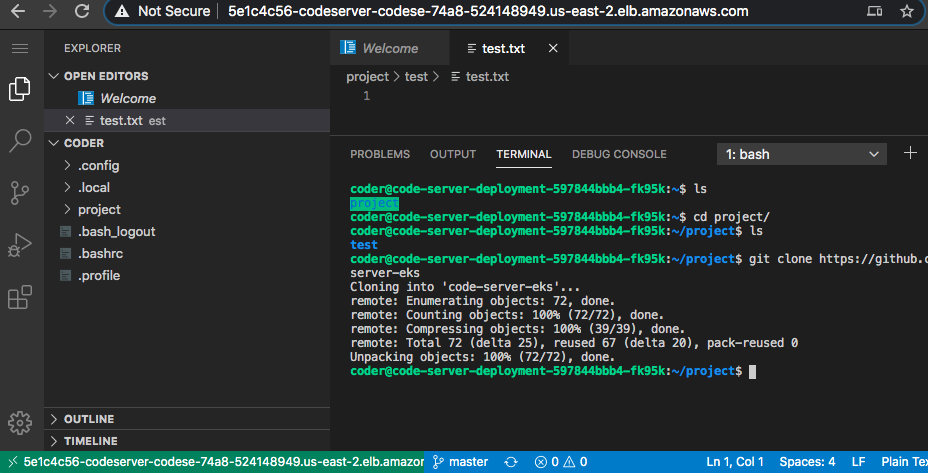 Not Secure
5e1c4c56-codeserver-codese-74a8-524148949.us-east-2.elb.amazonaws.com
EXPLORER
OPEN EDITORS
Welcome
test.txt est
CODER
.config
.local
project
.bash_logout
.bashrc
.profile
OUTLINE
TIMELINE
Welcome
test.txt
project > test > test.txt
1
PROBLEMS
OUTPUT
TERMINAL
DEBUG CONSOLE
1: bash
coder@code-server-deployment-597844bbb4-fk95k:~$ ls
project
coder@code-server-deployment-597844bbb4-fk95k:~$ cd project/
coder@code-server-deployment-597844bbb4-fk95k:~/project$ ls
test
coder@code-server-deployment-597844bbb4-fk95k:~/project$ git clone https://github.c
server-eks
Cloning into 'code-server-eks'...
remote: Enumerating objects: 72, done.
remote: Counting objects: 100% (72/72), done.
remote: Compressing objects: 100% (39/39), done.
remote: Total 72 (delta 25), reused 67 (delta 20), pack-reused 0
Unpacking objects: 100% (72/72), done.
coder@code-server-deployment-597844bbb4-fk95k:~/project$
5e1c4c56-codeserver-codese-74a8-524148949.us-east-2.elb.amazon
master
0
0
Ln 1, Col 1
Spaces: 4
LF
Plain Te